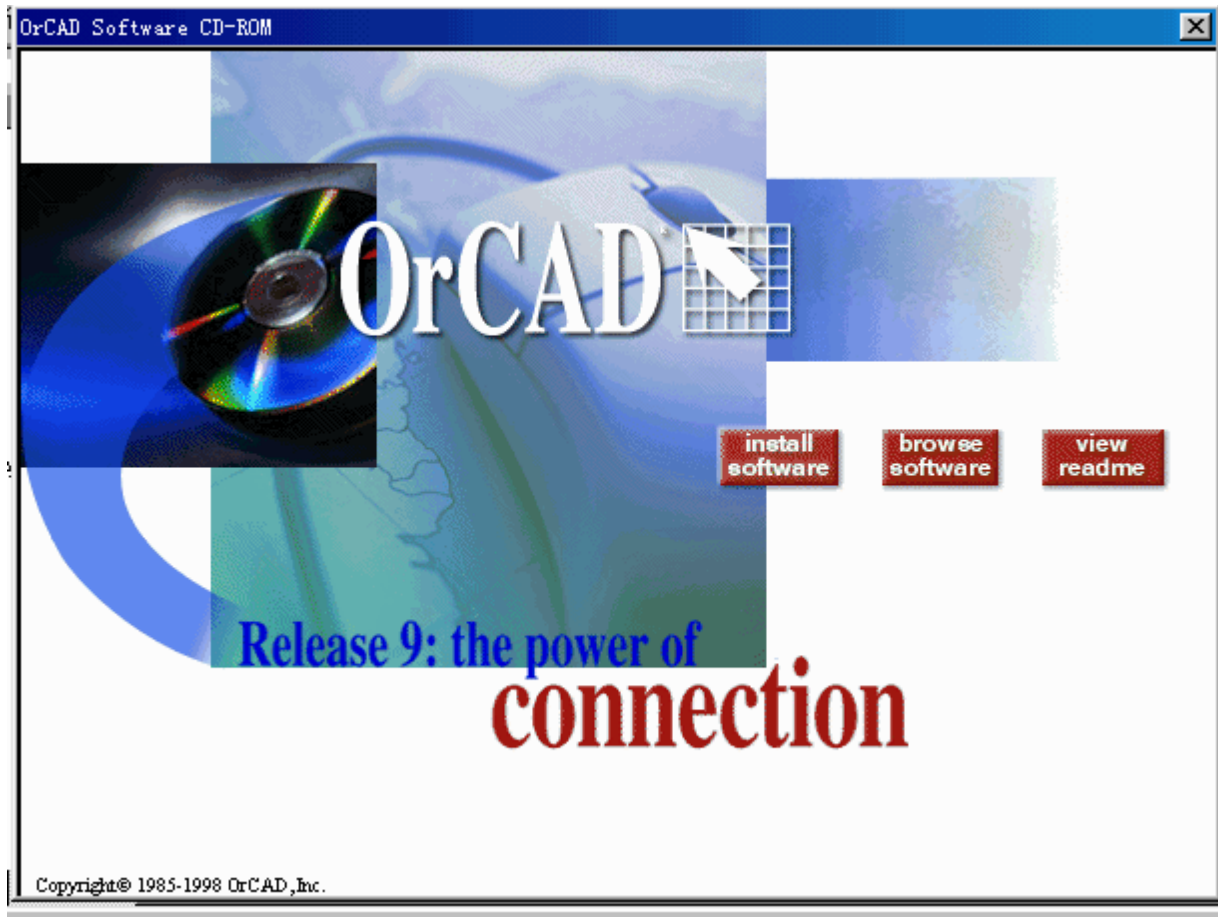 OrCAD Software CD-ROM
OrCAD
install software
browse software
view readme
Release 9: the power of
connection
Copyright© 1985-1998 OrCAD,Inc.